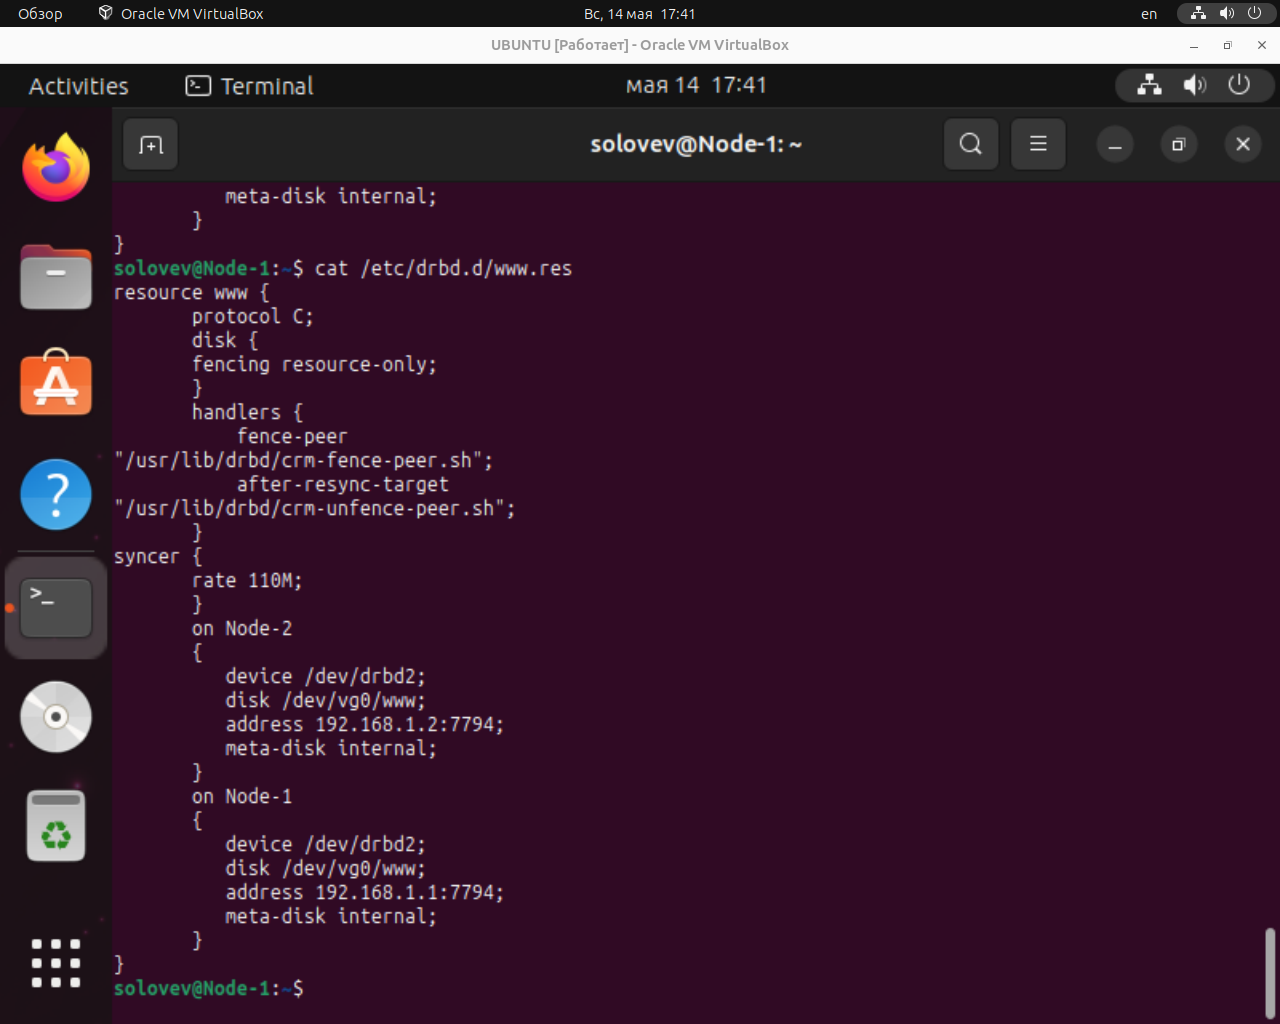 Обзор
Oracle VM VirtualBox
Вс, 14 мая 17:41
en
UBUNTU [Работает] - Oracle VM VirtualBox
Activities
Terminal
мая 14 17:41
solovev@Node-1: ~
meta-disk internal;
}
}
solovev@Node-1:~$ cat /etc/drbd.d/www.res
resource www {
protocol C;
disk {
fencing resource-only;
}
handlers {
fence-peer
"/usr/lib/drbd/crm-fence-peer.sh";
after-resync-target
"/usr/lib/drbd/crm-unfence-peer.sh";
}
syncer {
rate 110M;
}
on Node-2
{
device /dev/drbd2;
disk /dev/vg0/www;
address 192.168.1.2:7794;
meta-disk internal;
}
on Node-1
{
device /dev/drbd2;
disk /dev/vg0/www;
address 192.168.1.1:7794;
meta-disk internal;
}
}
solovev@Node-1:~$